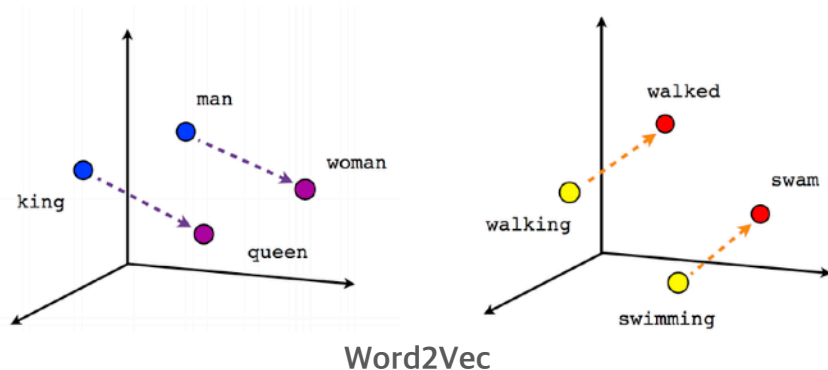 man
woman
king
queen
walked
swam
walking
swimming
Word2Vec